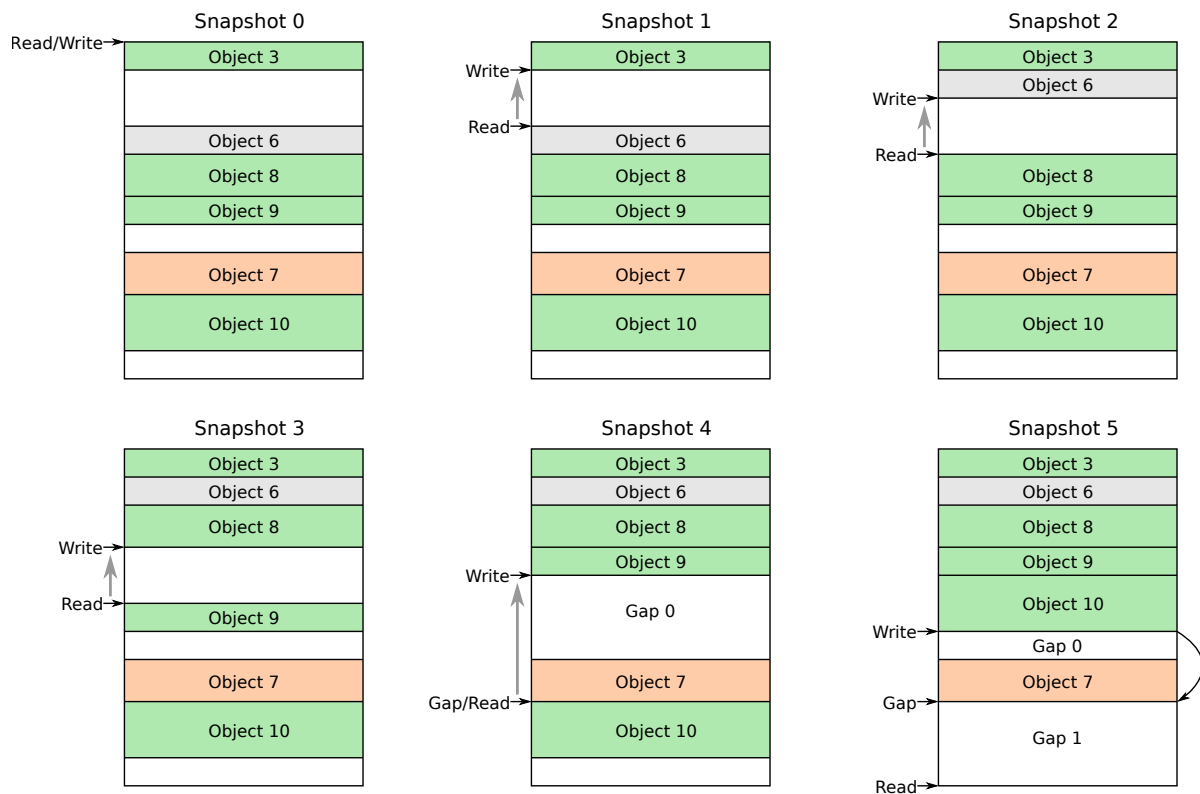 Snapshot 0
Read/Write
Object 3
Object 6
Object 8
Object 9
Object 7
Object 10
Snapshot 1
Object 3
Write
Read
Object 6
Object 8
Object 9
Object 7
Object 10
Snapshot 2
Object 3
Object 6
Write
Read
Object 8
Object 9
Object 7
Object 10
Snapshot 3
Object 3
Object 6
Object 8
Write
Read
Object 9
Object 7
Object 10
Snapshot 4
Object 3
Object 6
Object 8
Object 9
Write
Gap 0
Object 7
Gap/Read
Object 10
Snapshot 5
Object 3
Object 6
Object 8
Object 9
Object 10
Write
Gap 0
Object 7
Gap
Gap 1
Read